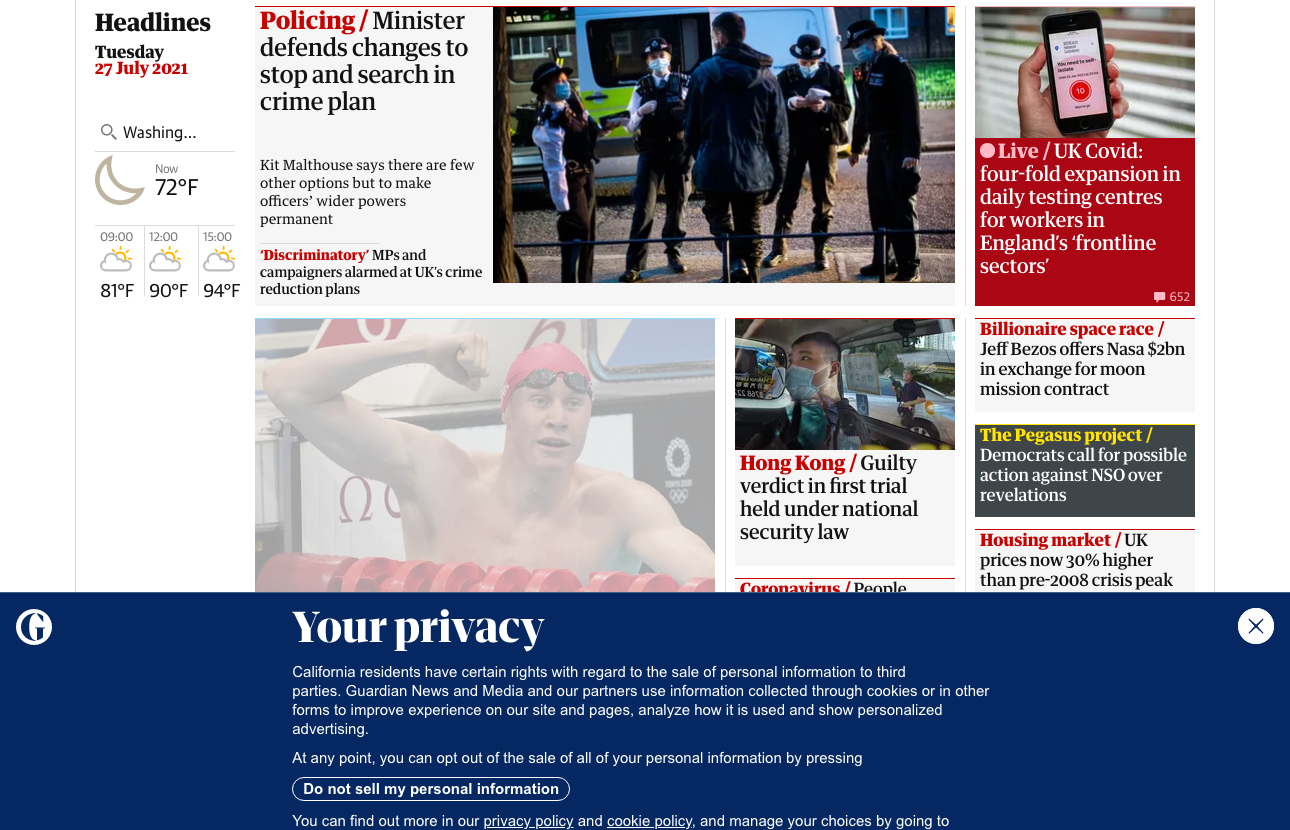 Headlines
Tuesday
27 July 2021
Washing...
Now
72°F
09:00
12:00
15:00
81°F
90°F
94°F
Policing / Minister
defends changes to
stop and search in
crime plan
Kit Malthouse says there are few
other options but to make
officers' wider powers
permanent
'Discriminatory' MPs and
campaigners alarmed at UK's crime
reduction plans
Live / UK Covid:
four-fold expansion in
daily testing centres
for workers in
England's 'frontline
sectors'
652
TOKYO 2020
Hong Kong / Guilty
verdict in first trial
held under national
security law
Coronavirus / People
Billionaire space race /
Jeff Bezos offers Nasa $2bn
in exchange for moon
mission contract
The Pegasus project /
Democrats call for possible
action against NSO over
revelations
Housing market / UK
prices now 30% higher
than pre-2008 crisis peak
Your privacy
California residents have certain rights with regard to the sale of personal information to third
parties. Guardian News and Media and our partners use information collected through cookies or in other
forms to improve experience on our site and pages, analyze how it is used and show personalized
advertising.
At any point, you can opt out of the sale of all of your personal information by pressing
Do not sell my personal information
You can find out more in our privacy policy and cookie policy, and manage your choices by going to